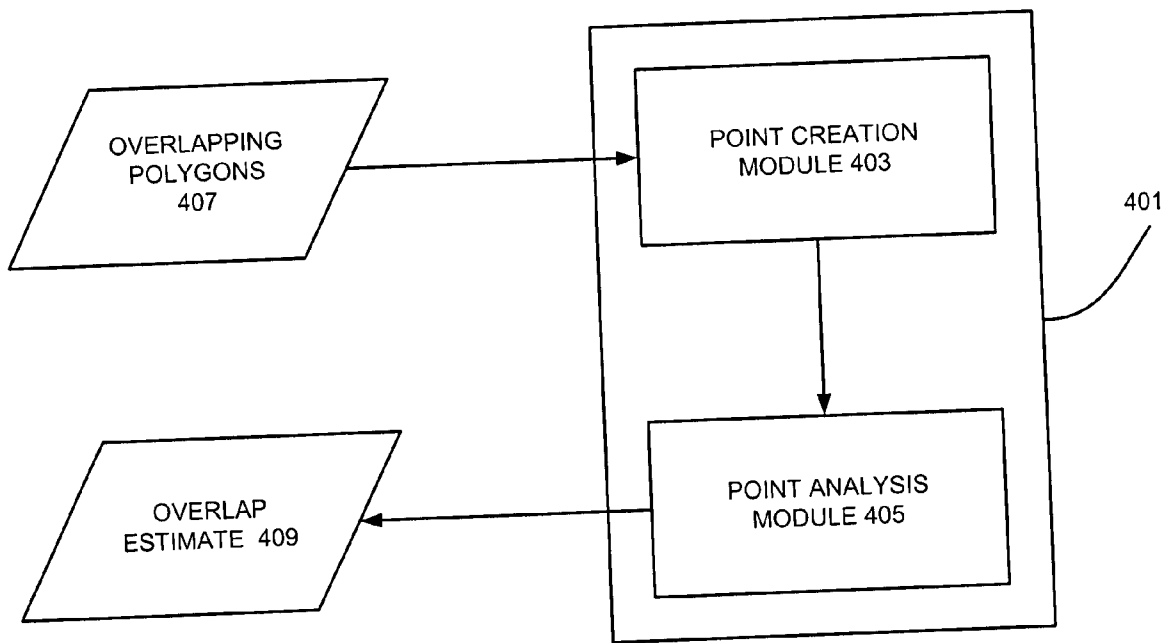 OVERLAPPING
POLYGONS
407
POINT CREATION
MODULE 403
401
OVERLAP
ESTIMATE 409
POINT ANALYSIS
MODULE 405